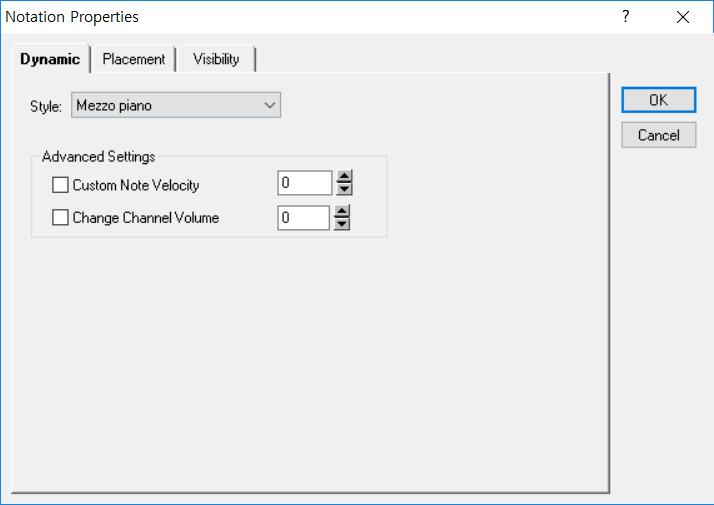 Notation Properties ?
Dynamic Placement Visibility
Style: Mezzo piano
OK
Cancel
Advanced Settings
Custom Note Velocity 0
Change Channel Volume 0